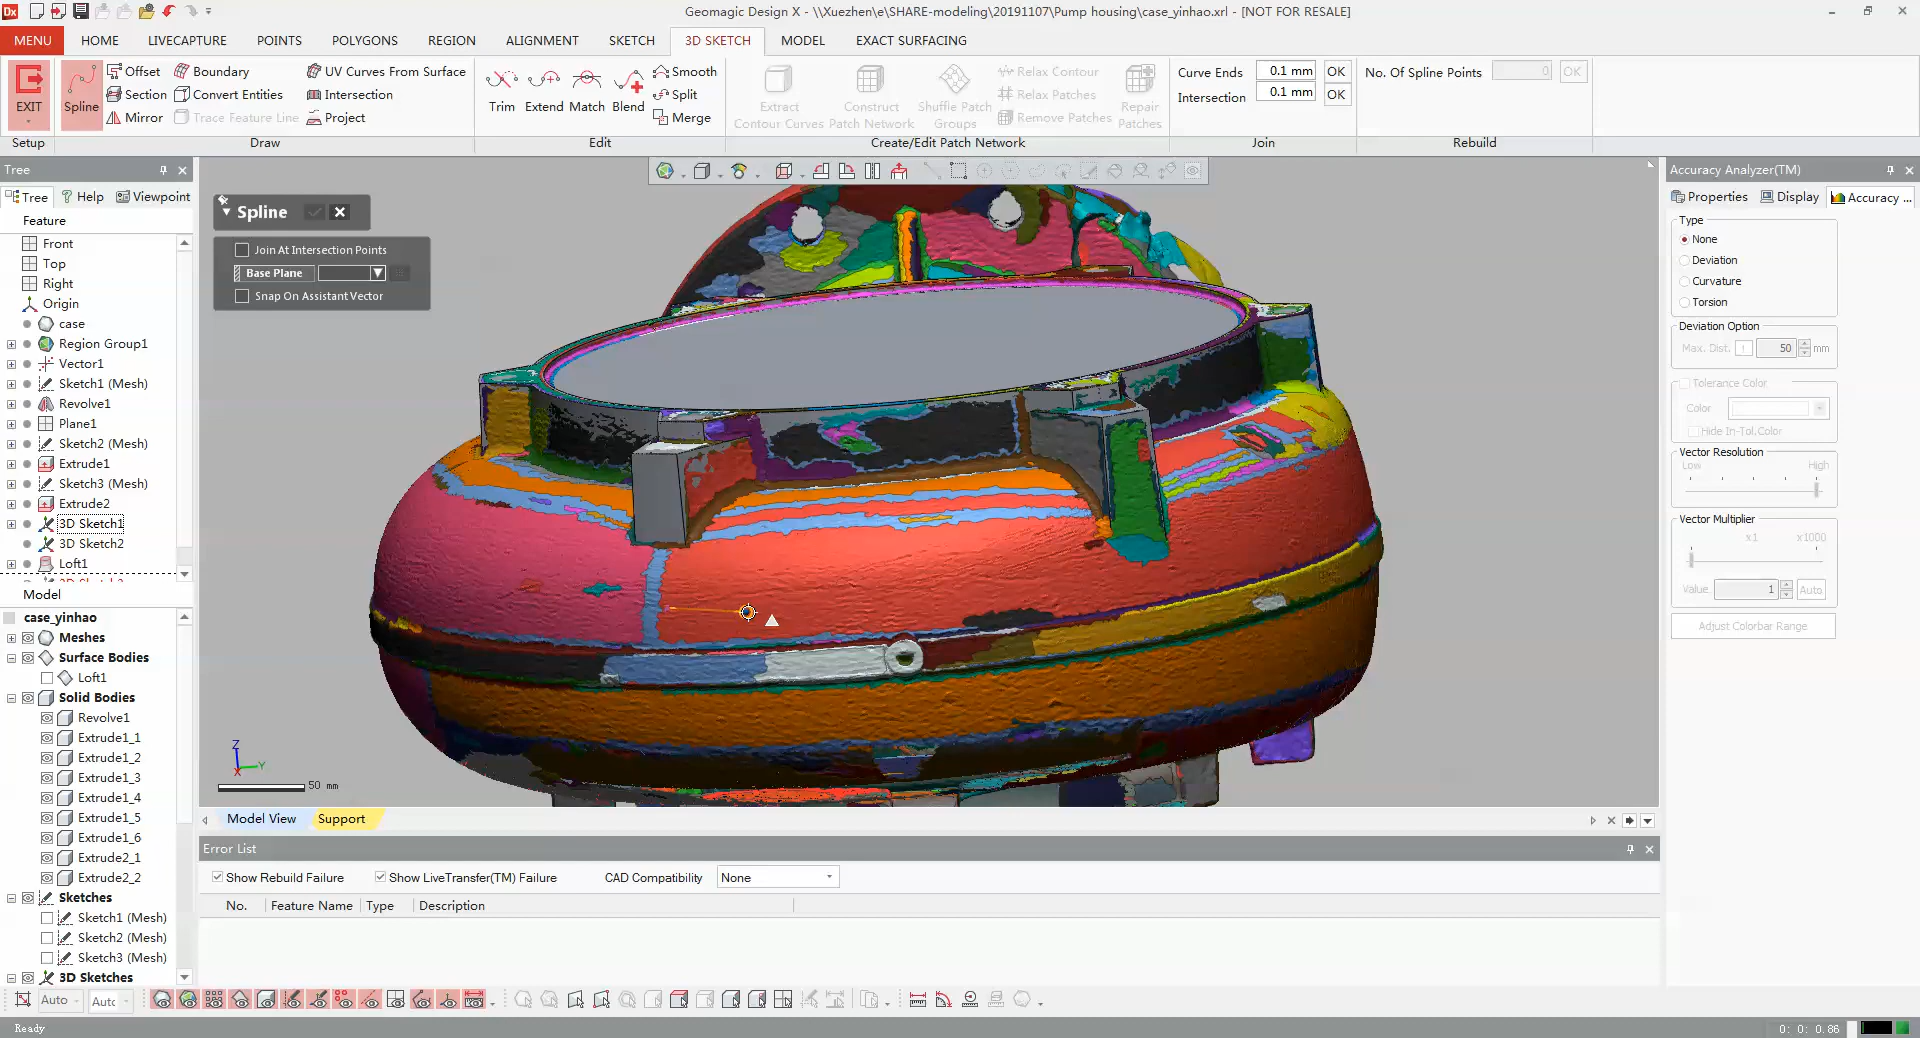 Geomagic Design X - \\Xuezhen\e\SHARE-modeling\20191107\Pump housing\case_yinhao.xrl - [NOT FOR RESALE]
MENU HOME LIVECAPTURE POINTS POLYGONS REGION ALIGNMENT SKETCH 3D SKETCH MODEL EXACT SURFACING
EXIT
Setup
Spline
Offset
Section
Mirror
Boundary
Convert Entities
Trace Feature Line
UV Curves From Surface
Intersection
Project
Draw
Trim
Extend
Match
Blend
Smooth
Split
Merge
Edit
Extract
Contour Curves
Construct
Patch Network
Shuffle Patch
Groups
Relax Contour
Relax Patches
Remove Patches
Repair
Patches
Create/Edit Patch Network
Curve Ends 0.1 mm OK
Intersection 0.1 mm OK
Join
No. Of Spline Points 0 OK
Rebuild
Tree
Tree Help Viewpoint
Feature
Front
Top
Right
Origin
case
Region Group1
Vector1
Sketch1 (Mesh)
Revolve1
Plane1
Sketch2 (Mesh)
Extrude1
Sketch3 (Mesh)
Extrude2
3D Sketch1
3D Sketch2
Loft1
Model
case_yinhao
Meshes
Surface Bodies
Loft1
Solid Bodies
Revolve1
Extrude1_1
Extrude1_2
Extrude1_3
Extrude1_4
Extrude1_5
Extrude1_6
Extrude2_1
Extrude2_2
Sketches
Sketch1 (Mesh)
Sketch2 (Mesh)
Sketch3 (Mesh)
3D Sketches
Spline
Join At Intersection Points
Base Plane
Snap On Assistant Vector
Z
Y
X
50 mm
Model View Support
Error List
Show Rebuild Failure Show LiveTransfer(TM) Failure CAD Compatibility None
No. Feature Name Type Description
Accuracy Analyzer(TM)
Properties Display Accuracy ...
Type
None
Deviation
Curvature
Torsion
Deviation Option
Max. Dist. ! 50 mm
Tolerance Color
Color
Hide In-Tol.Color
Vector Resolution
Low High
Vector Multiplier
x1 x1000
Value 1 Auto
Adjust Colorbar Range
Auto Autc
Ready
0: 0: 0.86